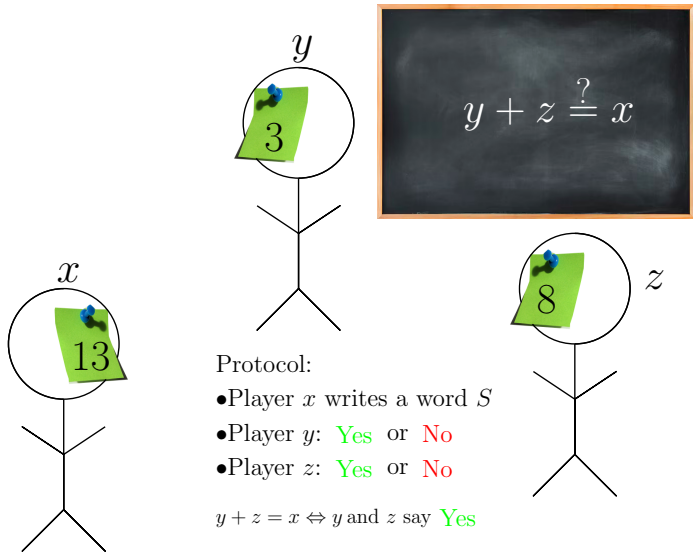 y
3
y + z ≟ x
x
13
z
8
Protocol:
•Player x writes a word S
•Player y: Yes or No
•Player z: Yes or No
y + z = x ⇔ y and z say Yes